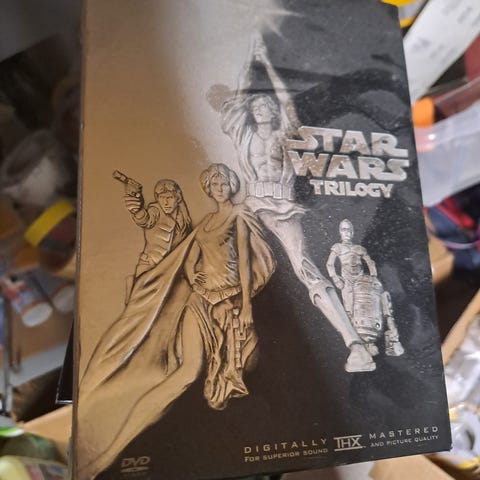 STAR
WARS
TRILOGY
DIGITALLY THX MASTERED
FOR SUPERIOR SOUND AND PICTURE QUALITY
DVD